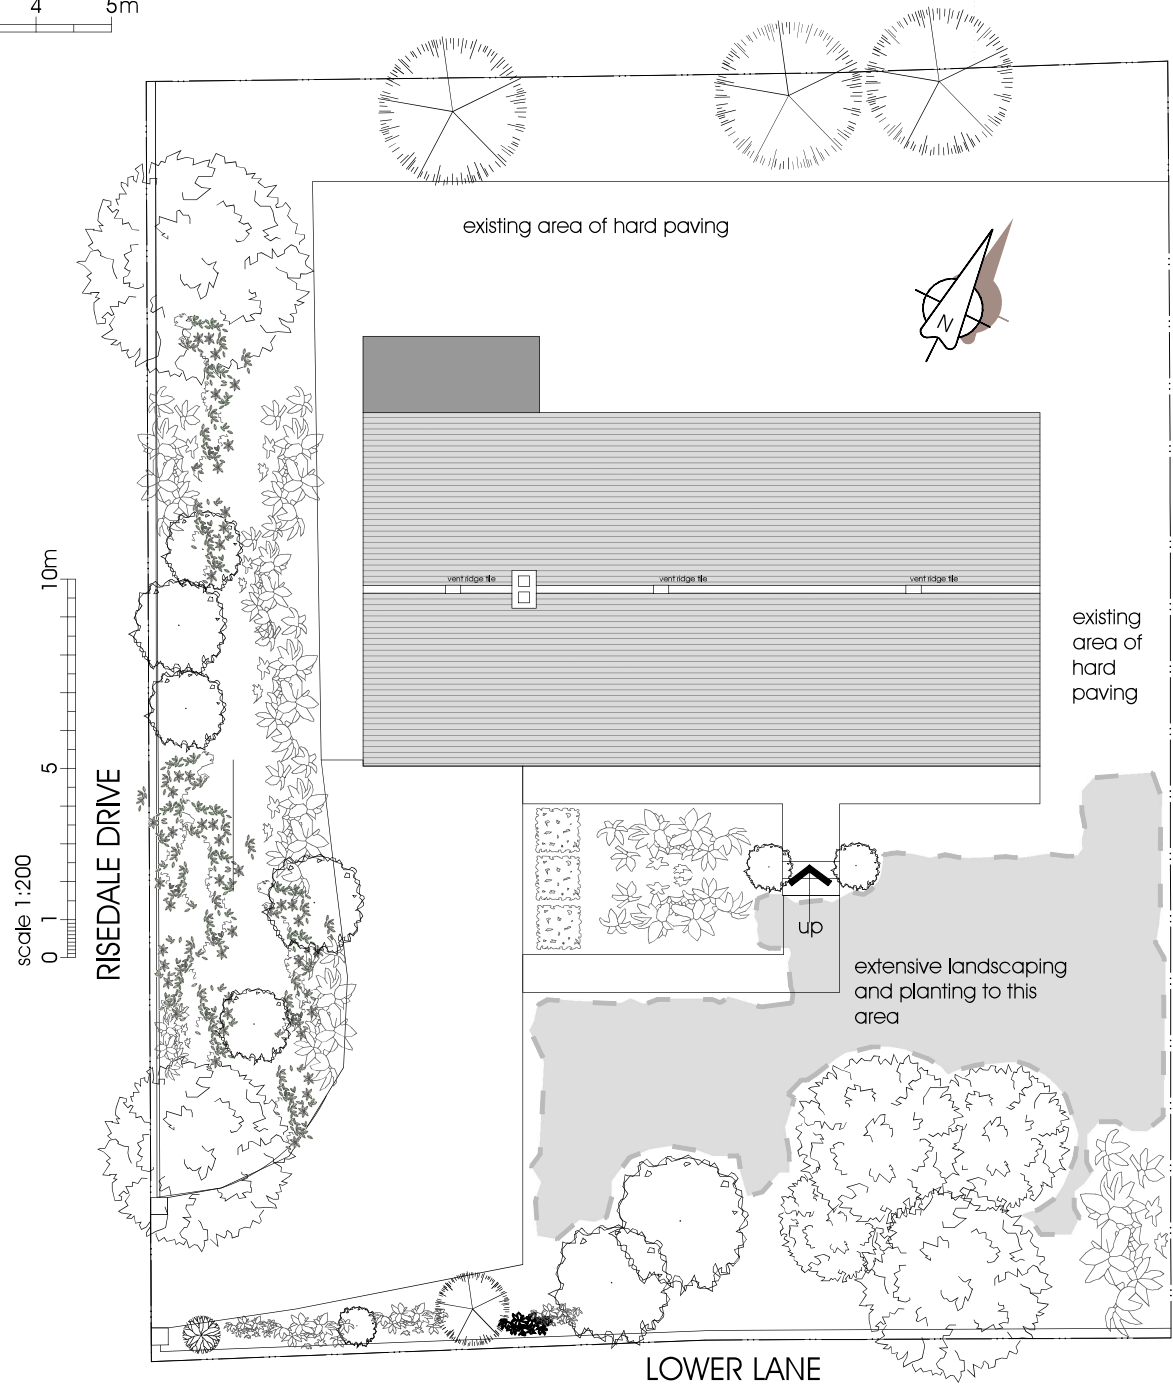 4 5m
existing area of hard paving
N
vent ridge tile
vent ridge tile
vent ridge tile
10m
5
1
0
scale 1:200
RISEDALE DRIVE
existing
area of
hard
paving
up
extensive landscaping
and planting to this
area
LOWER LANE